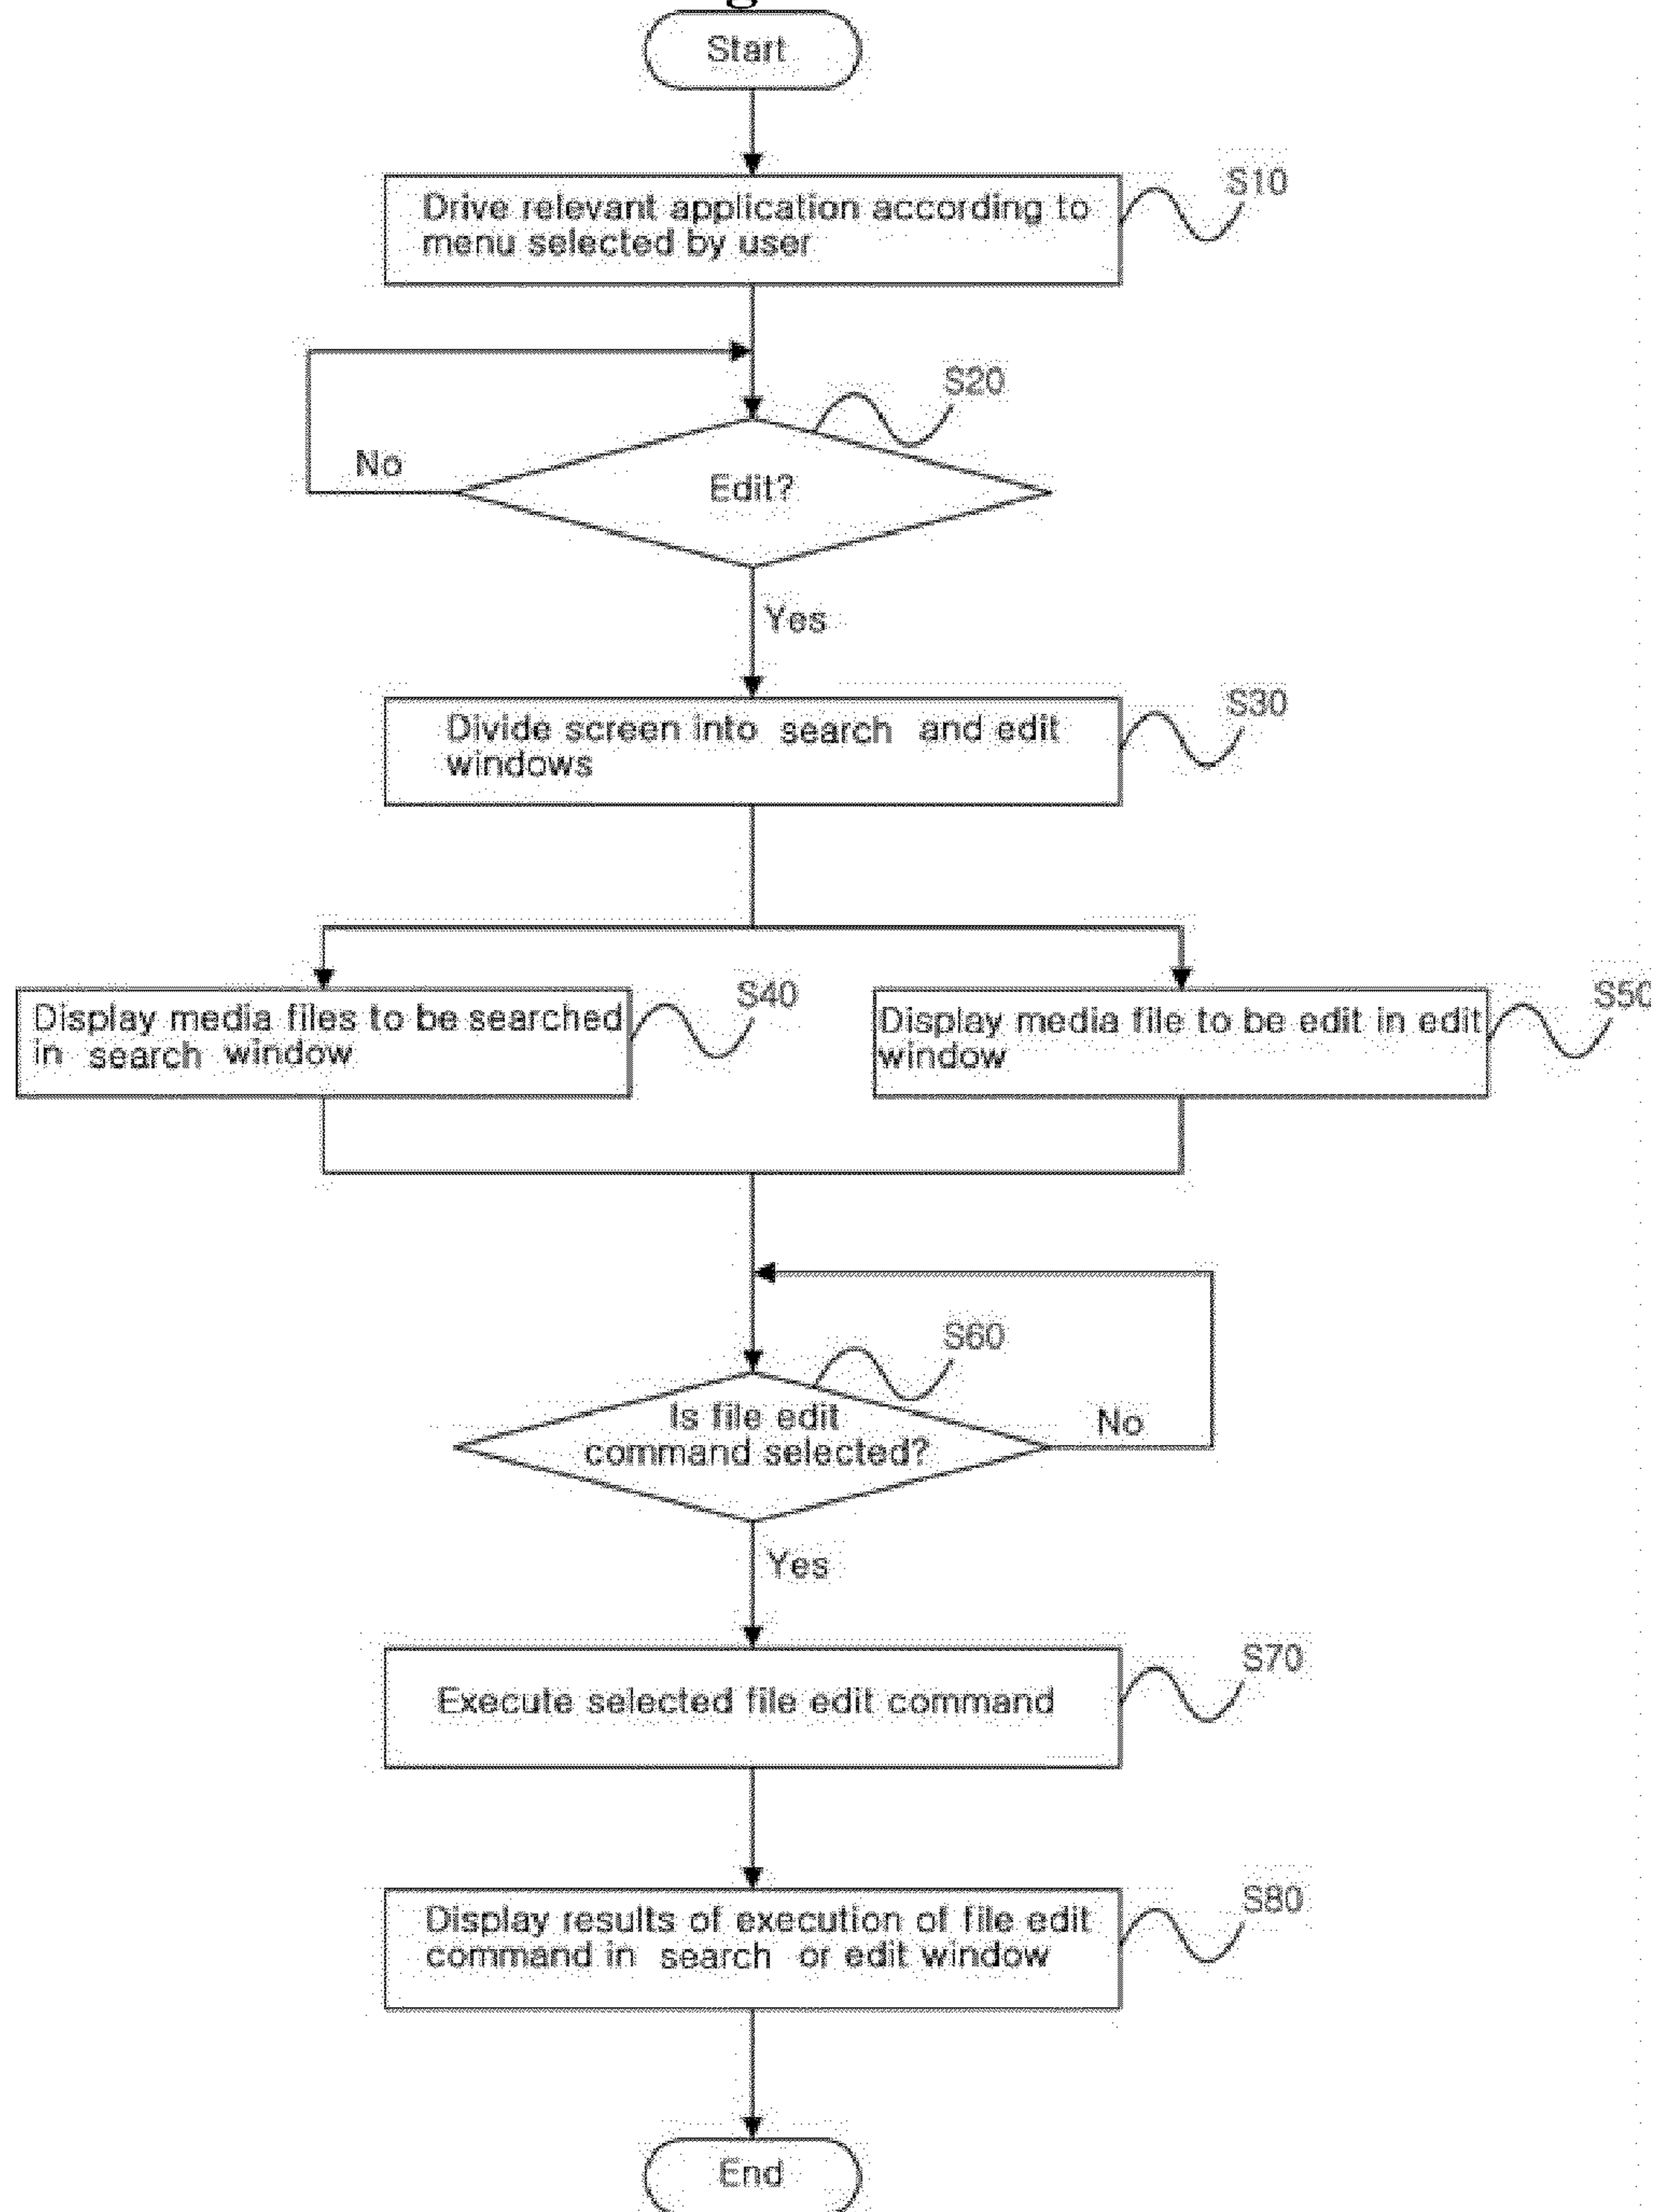 Start
Drive relevant application according to
menu selected by user
S10
S20
No
Edit?
Yes
Divide screen into search and edit
windows
S30
Display media files to be searched
in search window
S40
Display media file to be edit in edit
window
S50
S60
Is file edit
command selected?
No
Yes
Execute selected file edit command
S70
Display results of execution of file edit
command in search or edit window
S80
End